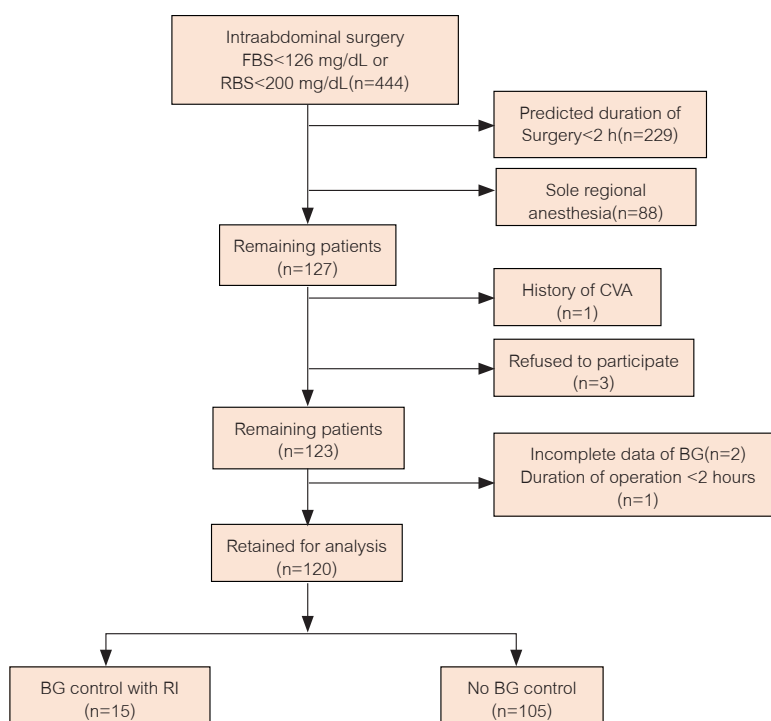 Intraabdominal surgery
FBS<126 mg/dL or
RBS<200 mg/dL(n=444)
Predicted duration of
Surgery<2 h(n=229)
Sole regional
anesthesia(n=88)
Remaining patients
(n=127)
History of CVA
(n=1)
Refused to participate
(n=3)
Remaining patients
(n=123)
Incomplete data of BG(n=2)
Duration of operation <2 hours
(n=1)
Retained for analysis
(n=120)
BG control with RI
(n=15)
No BG control
(n=105)